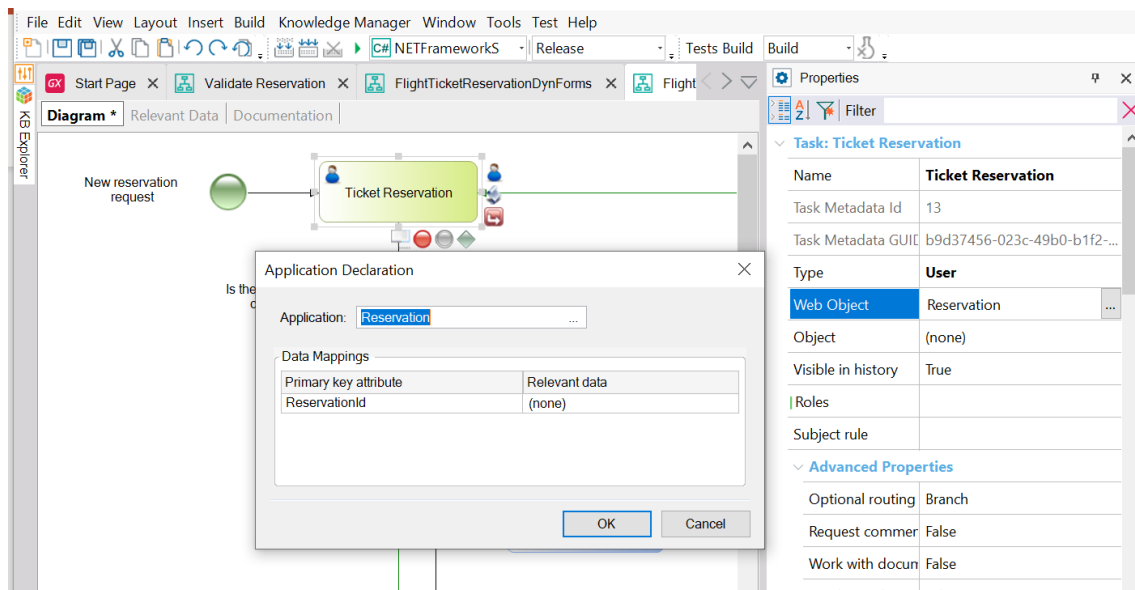 File Edit View Layout Insert Build Knowledge Manager Window Tools Test Help
C# NETFrameworkS Release Tests Build Build
GX Start Page Validate Reservation FlightTicketReservationDynForms Flight
Diagram * Relevant Data Documentation
KB Explorer
New reservation
request
Ticket Reservation
Is the
Application Declaration
Application: Reservation ...
Data Mappings
Primary key attribute Relevant data
ReservationId (none)
OK Cancel
Properties
Filter
Task: Ticket Reservation
Name Ticket Reservation
Task Metadata Id 13
Task Metadata GUID b9d37456-023c-49b0-b1f2-...
Type User
Web Object Reservation ...
Object (none)
Visible in history True
Roles
Subject rule
Advanced Properties
Optional routing Branch
Request commer False
Work with docum False